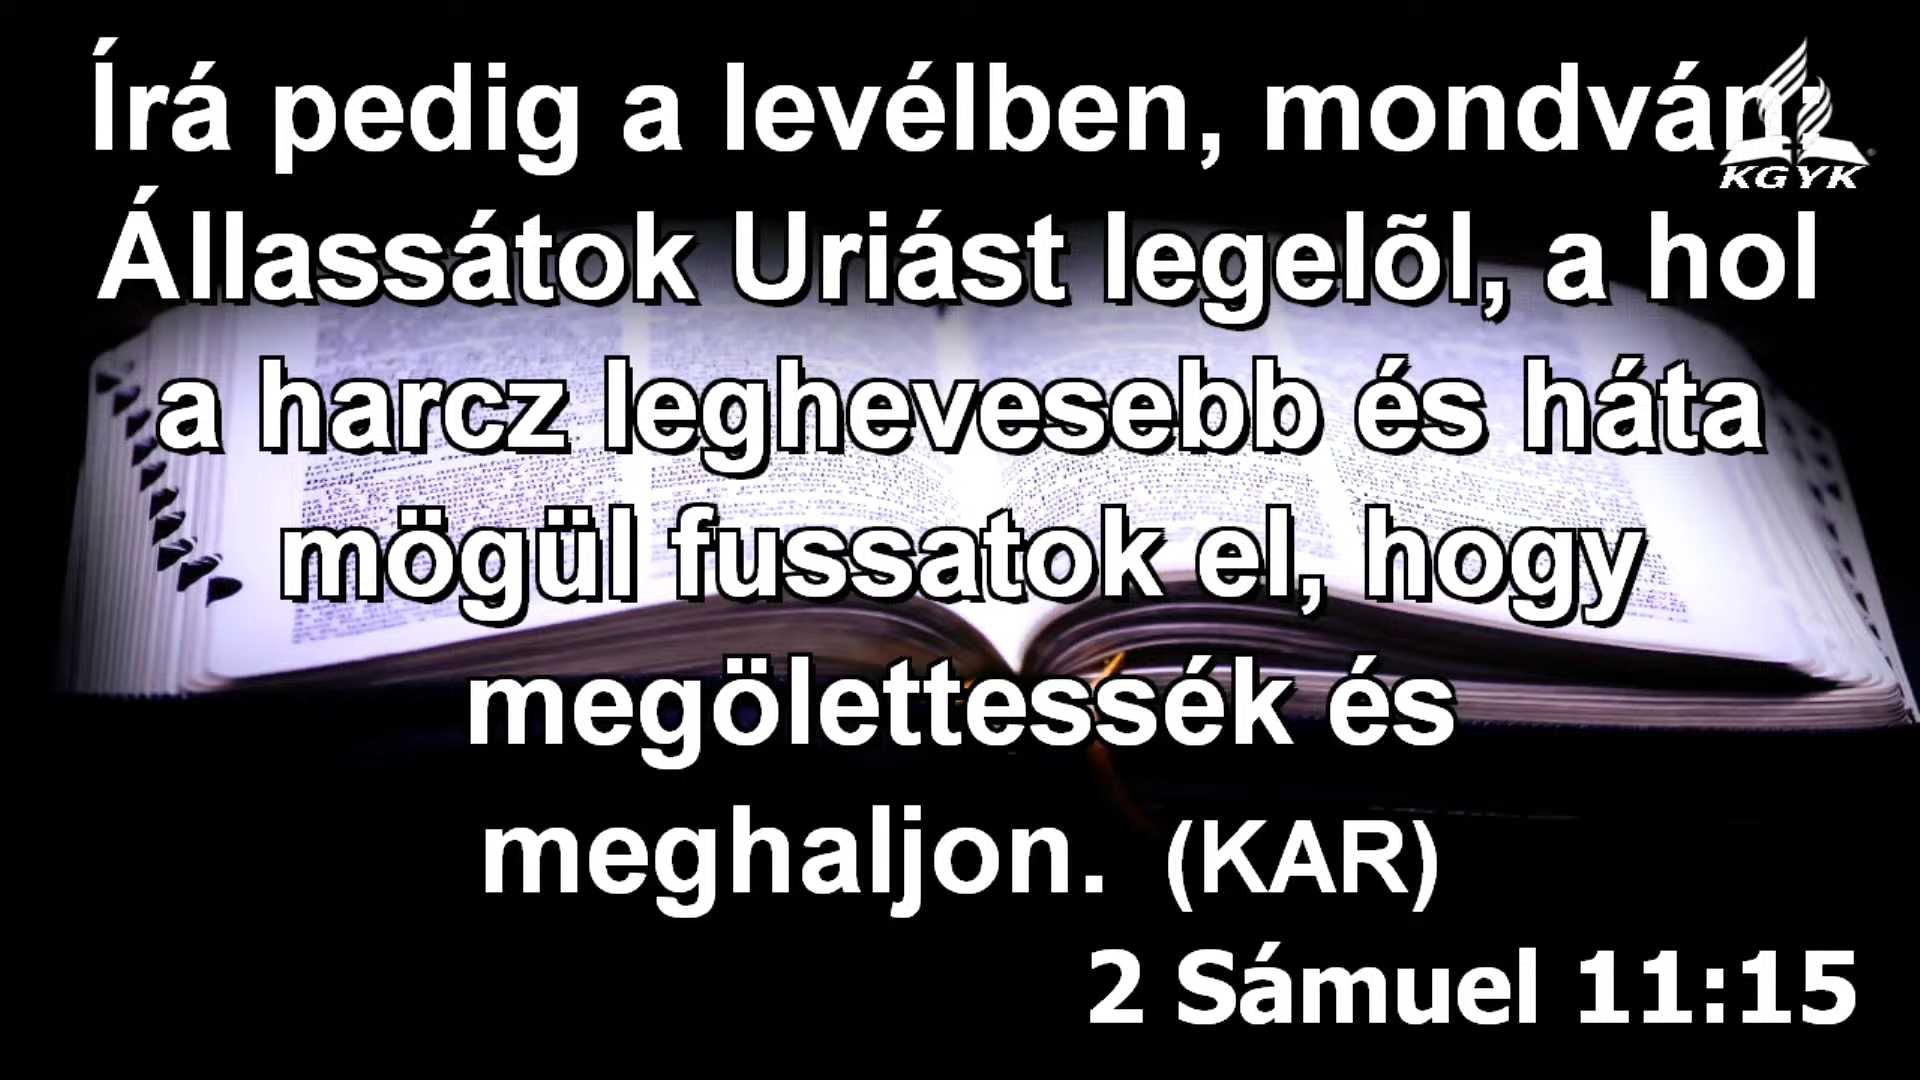 Írá pedig a levélben, mondván:
Állassátok Uriást legelõl, a hol
a harcz leghevesebb és háta
mögül fussatok el, hogy
megölettessék és
meghaljon. (KAR)
2 Sámuel 11:15
KGYK